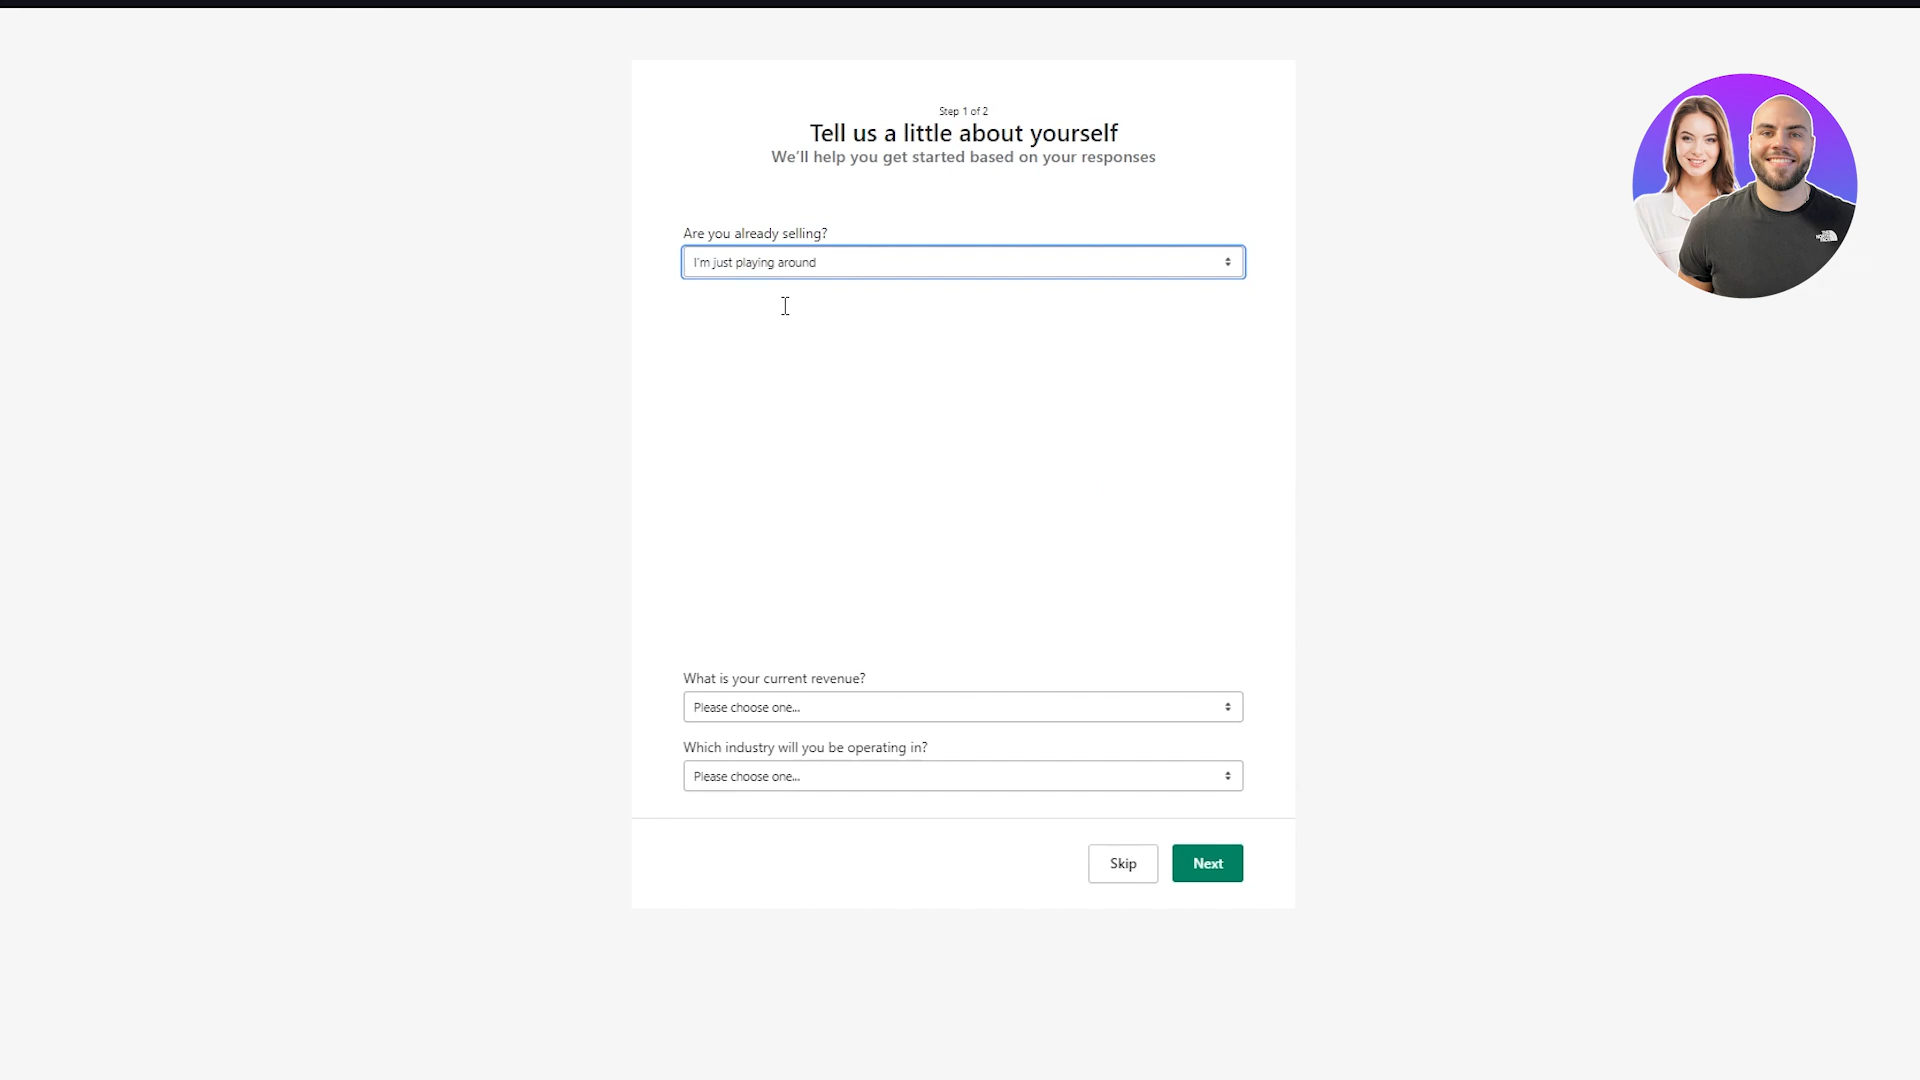 Step 1 of 2
Tell us a little about yourself
We'll help you get started based on your responses
Are you already selling?
I'm just playing around
What is your current revenue?
Please choose one...
Which industry will you be operating in?
Please choose one...
Skip
Next